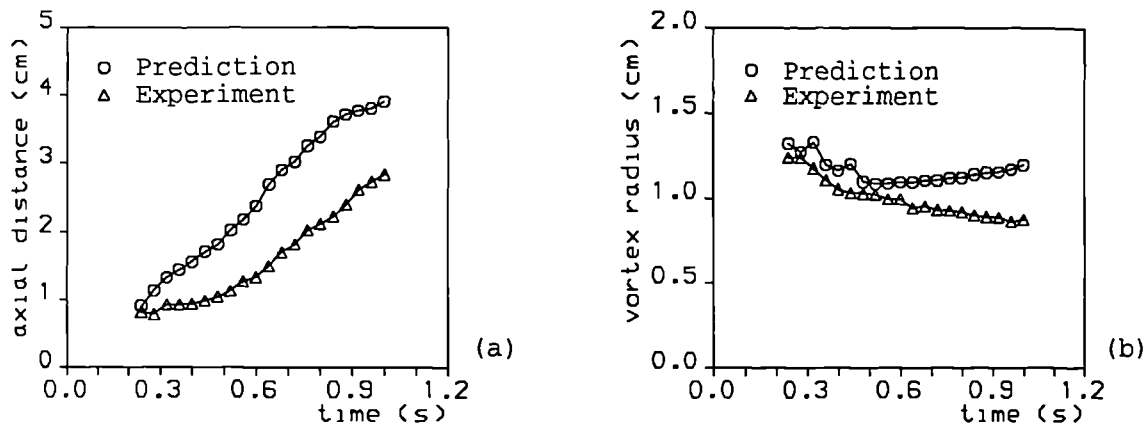 5
4
3
2
1
0
axial distance (cm)
Prediction
Experiment
0.0 0.3 0.6 0.9 1.2
time (s)
(a)
2.0
1.5
1.0
0.5
0.0
vortex radius (cm)
Prediction
Experiment
0.0 0.3 0.6 0.9 1.2
time (s)
(b)